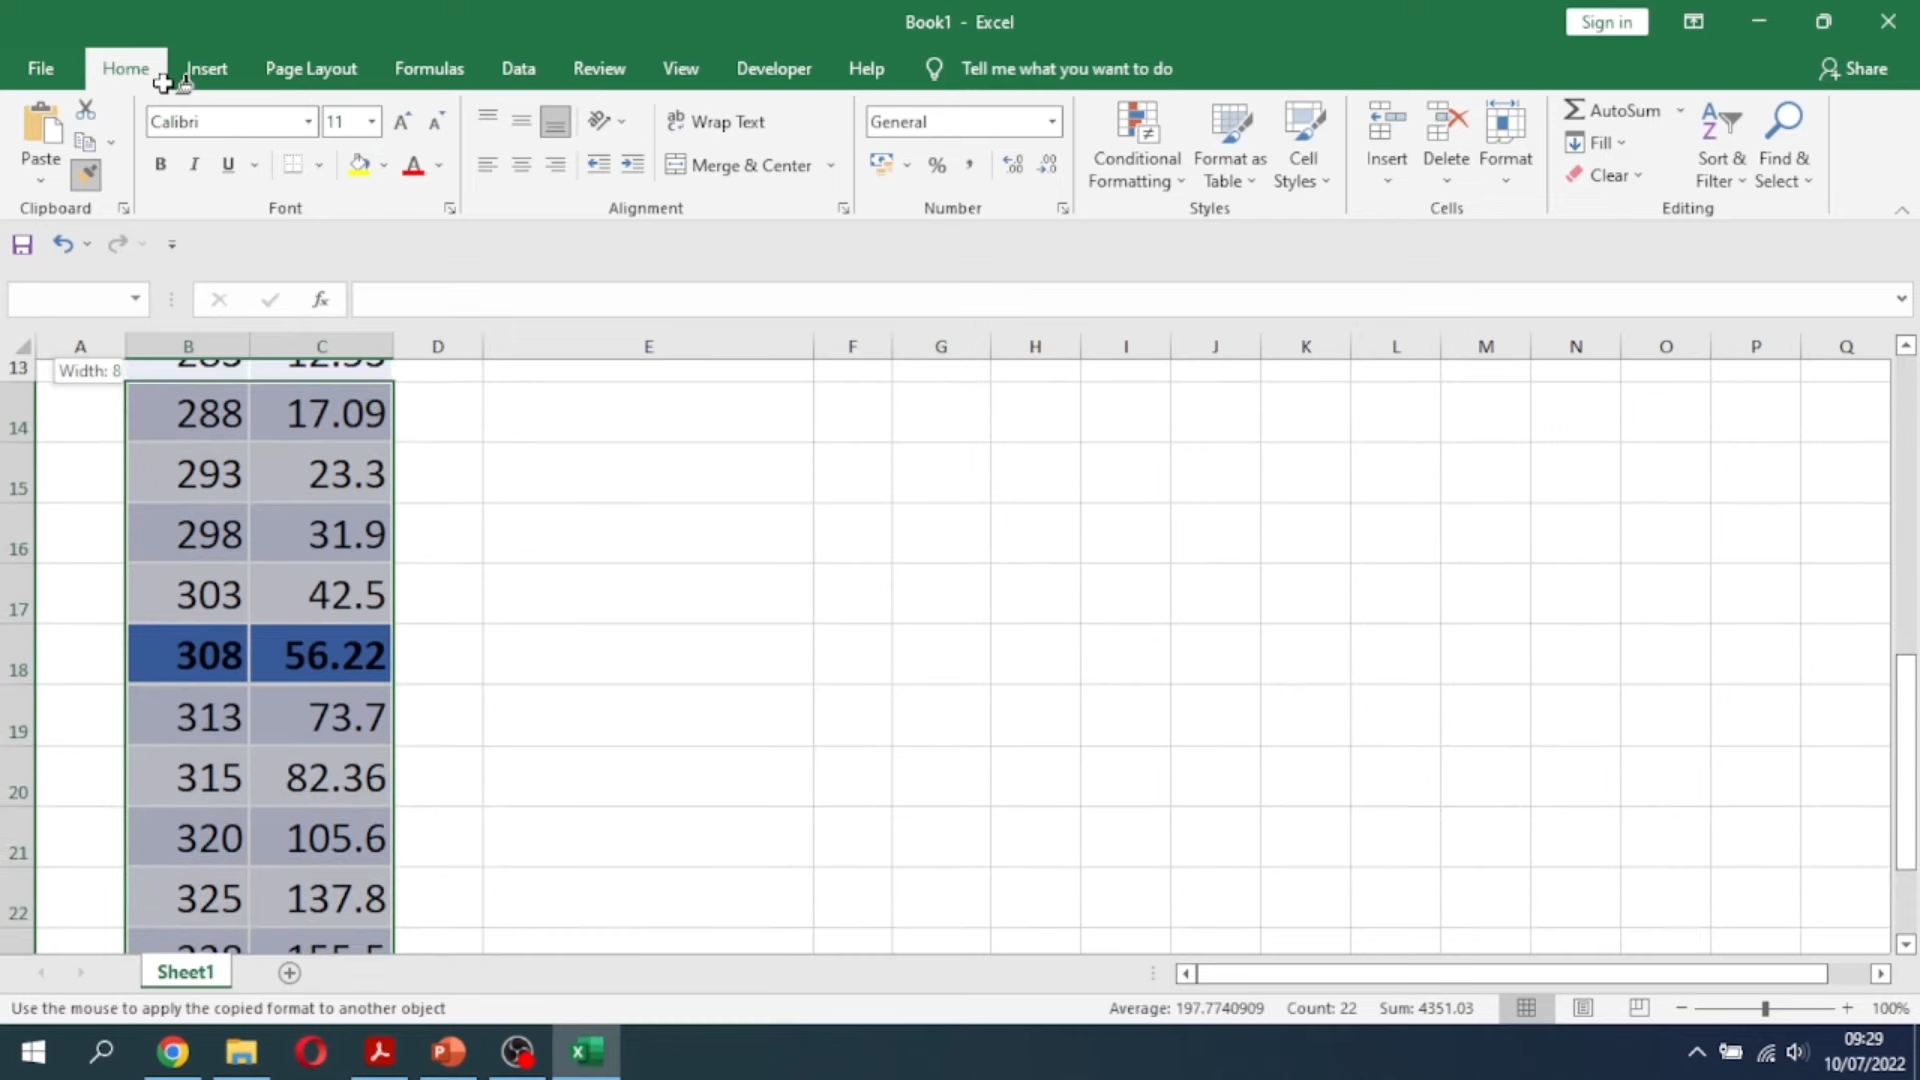 Book1 - Excel
Sign in
File Home Insert Page Layout Formulas Data Review View Developer Help Tell me what you want to do Share
Paste
Clipboard
Calibri 11
B I U
Font
Wrap Text
Merge & Center
Alignment
General
%
Number
Conditional Formatting
Format as Table
Cell Styles
Styles
Insert Delete Format
Cells
AutoSum
Fill
Clear
Sort & Filter
Find & Select
Editing
fx
A B C D E F G H I J K L M N O P Q
13
Width: 8
14 288 17.09
15 293 23.3
16 298 31.9
17 303 42.5
18 308 56.22
19 313 73.7
20 315 82.36
21 320 105.6
22 325 137.8
Sheet1
Use the mouse to apply the copied format to another object Average: 197.7740909 Count: 22 Sum: 4351.03 100%
09:29
10/07/2022